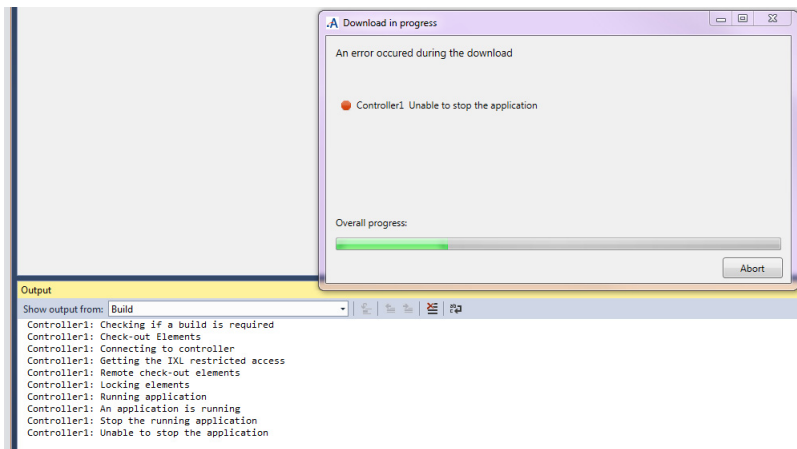 Download in progress
An error occured during the download
Controller1 Unable to stop the application
Overall progress:
Abort
Output
Show output from: Build
Controller1: Checking if a build is required
Controller1: Check-out Elements
Controller1: Connecting to controller
Controller1: Getting the IXL restricted access
Controller1: Remote check-out elements
Controller1: Locking elements
Controller1: Running application
Controller1: An application is running
Controller1: Stop the running application
Controller1: Unable to stop the application